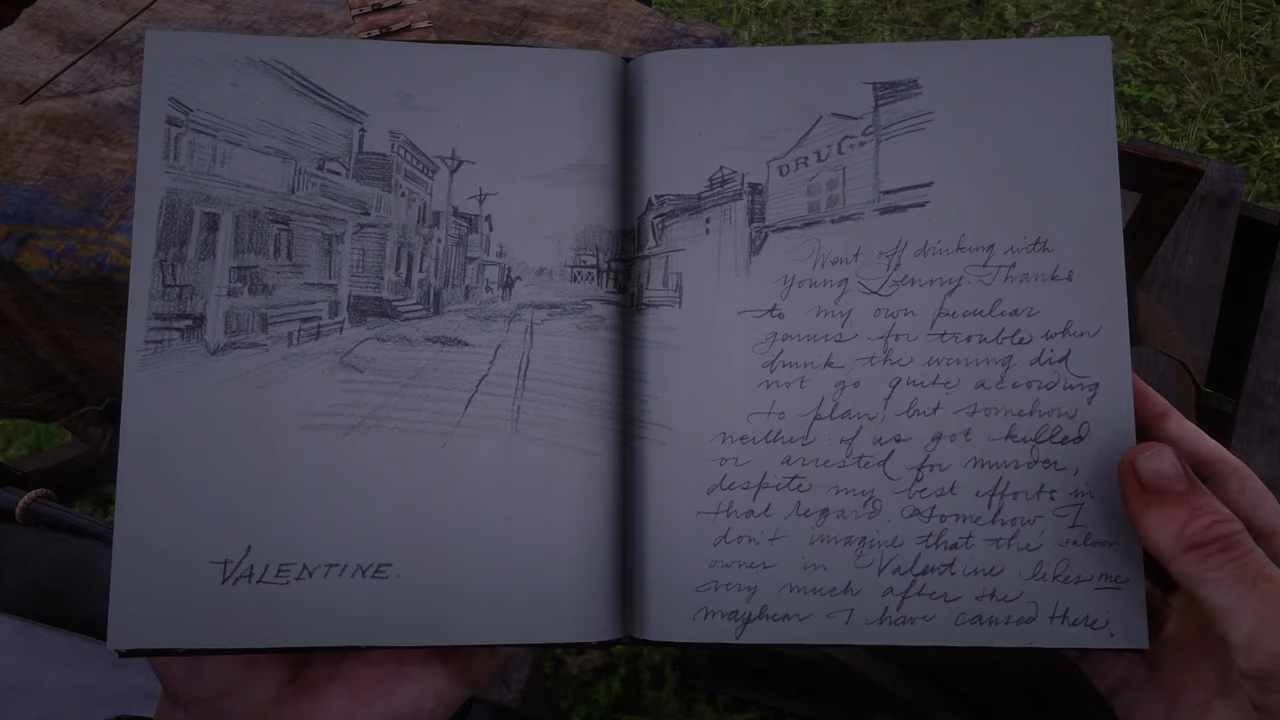 DRUGS
Went off drinking with
young Lenny. Thanks
to my own peculiar
genius for trouble when
drunk, the evening did
not go quite according
to plan, but somehow
neither of us got killed
or arrested for murder,
despite my best efforts in
that regard. Somehow, I
don't imagine that the saloon
owner in Valentine likes me
very much after the
mayhem I have caused there.
VALENTINE.